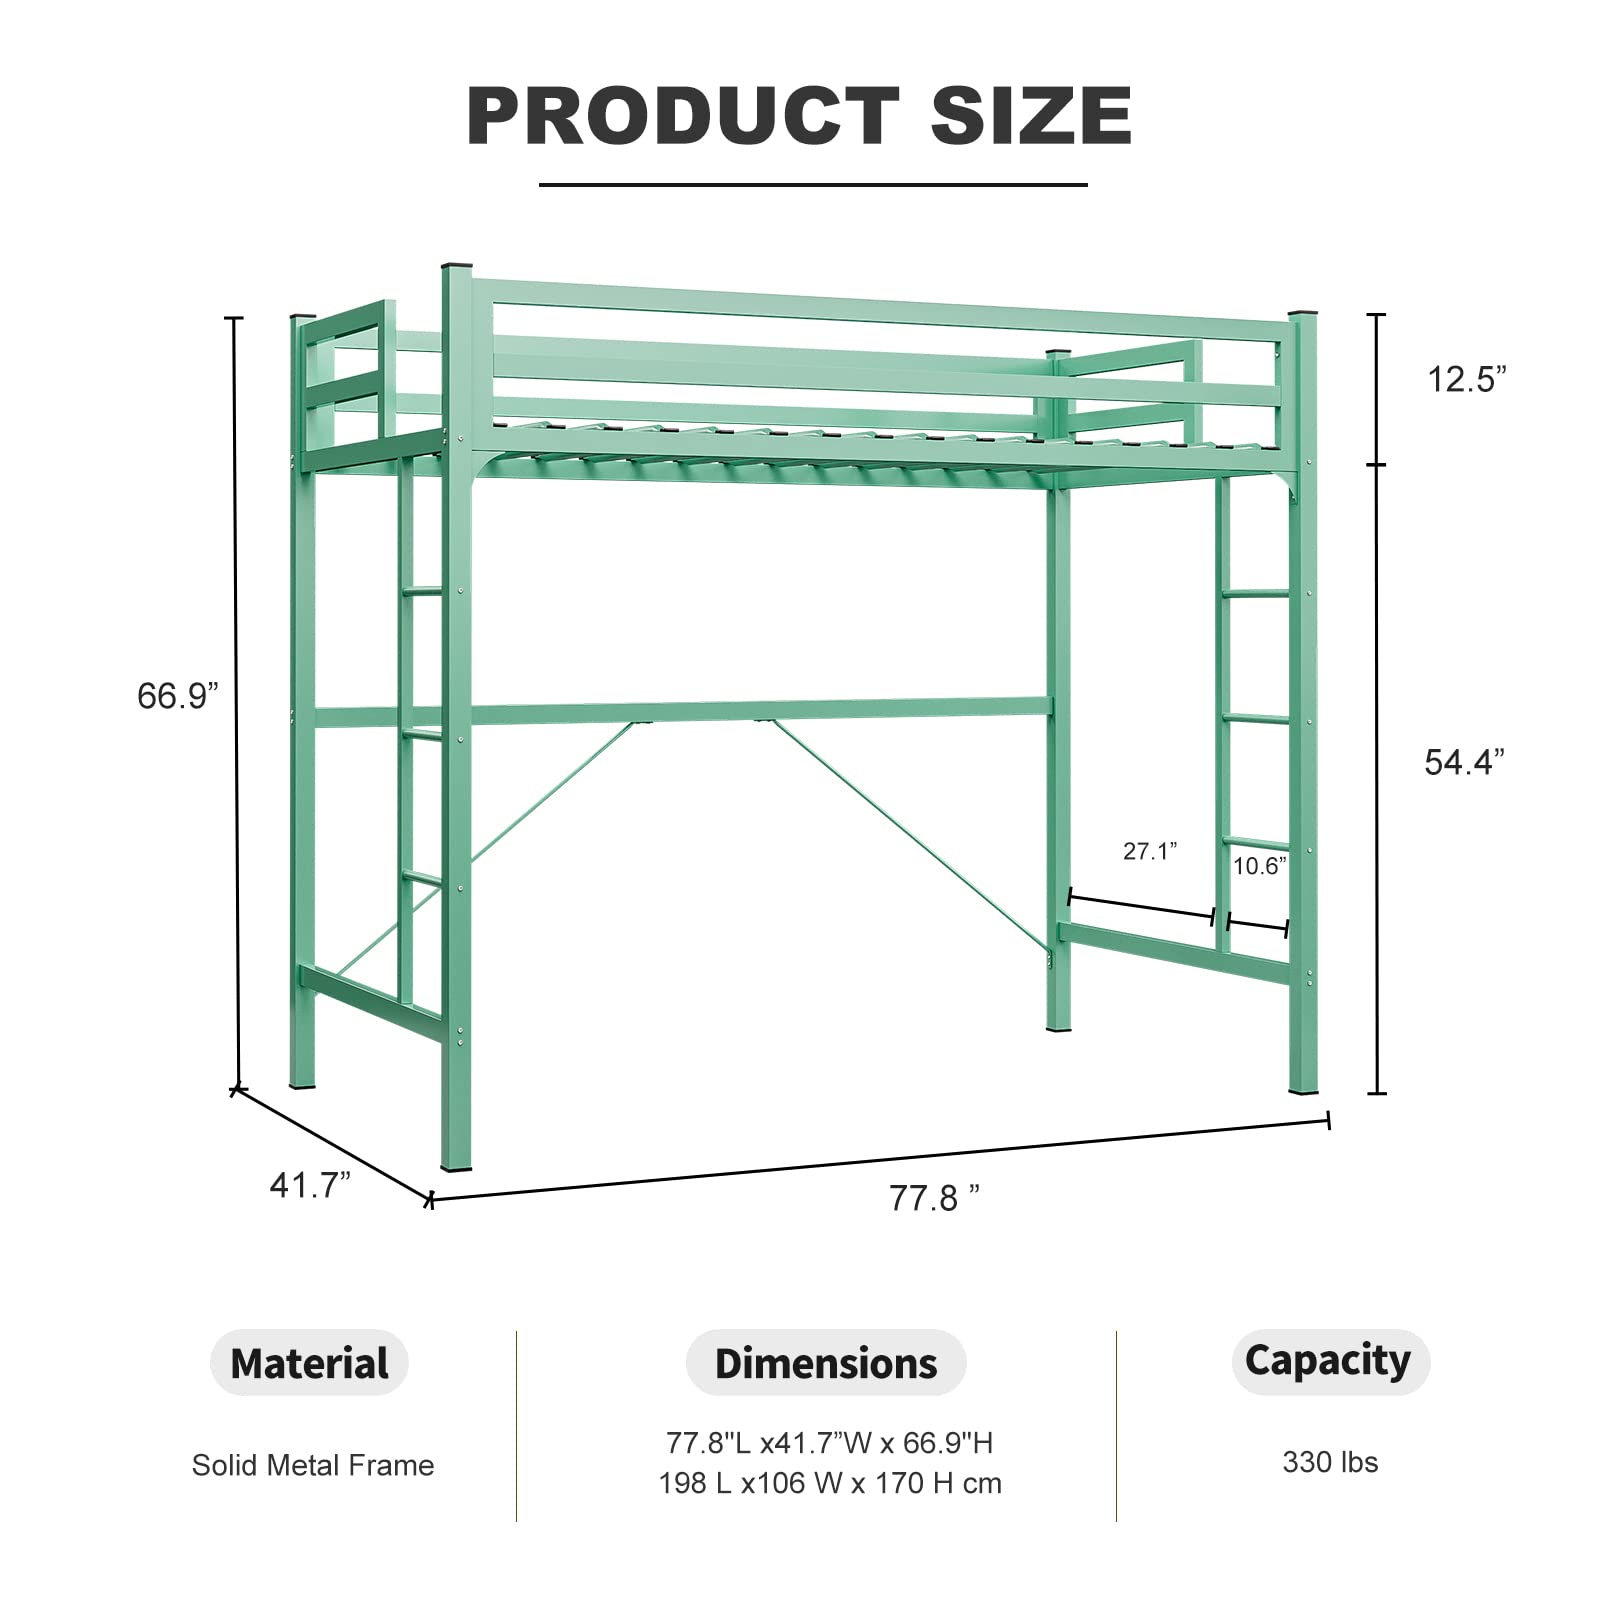 PRODUCT SIZE
12.5”
66.9”
54.4”
27.1”
10.6”
41.7”
77.8 ”
Material
Dimensions
Capacity
Solid Metal Frame
77.8"L x41.7”W x 66.9"H
198 L x106 W x 170 H cm
330 lbs